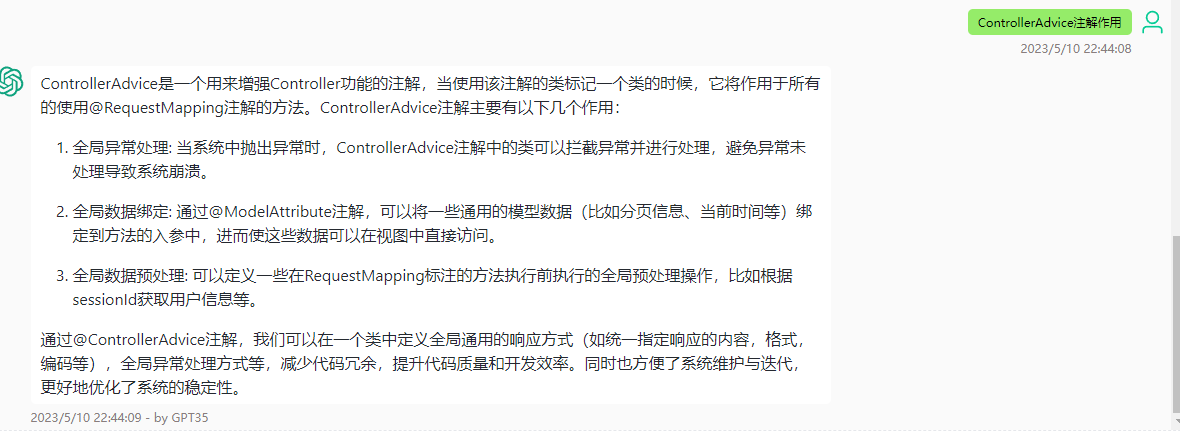 ControllerAdvice注解作用
2023/5/10 22:44:08
ControllerAdvice是一个用来增强Controller功能的注解，当使用该注解的类标记一个类的时候，它将作用于所有
的使用@RequestMapping注解的方法。ControllerAdvice注解主要有以下几个作用：
1. 全局异常处理: 当系统中抛出异常时，ControllerAdvice注解中的类可以拦截异常并进行处理，避免异常未
处理导致系统崩溃。
2. 全局数据绑定: 通过@ModelAttribute注解，可以将一些通用的模型数据（比如分页信息、当前时间等）绑
定到方法的入参中，进而使这些数据可以在视图中直接访问。
3. 全局数据预处理: 可以定义一些在RequestMapping标注的方法执行前执行的全局预处理操作，比如根据
sessionId获取用户信息等。
通过@ControllerAdvice注解，我们可以在一个类中定义全局通用的响应方式（如统一指定响应的内容，格式，
编码等），全局异常处理方式等，减少代码冗余，提升代码质量和开发效率。同时也方便了系统维护与迭代，
更好地优化了系统的稳定性。
2023/5/10 22:44:09 - by GPT35